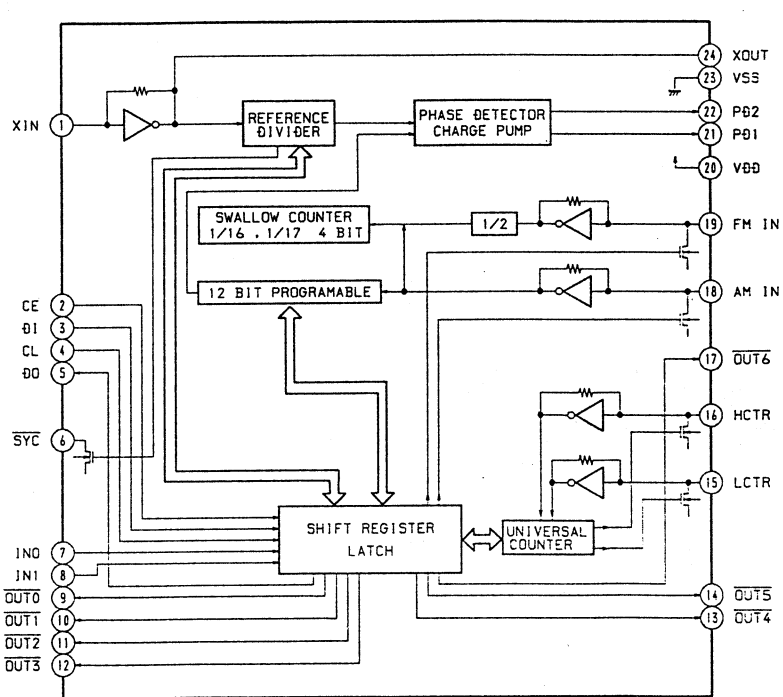 24 XOUT
23 VSS
XIN 1
REFERENCE
DIVIDER
PHASE DETECTOR
CHARGE PUMP
22 PD2
21 PD1
20 VDD
SWALLOW COUNTER
1/16 . 1/17 4 BIT
1/2
19 FM IN
12 BIT PROGRAMABLE
18 AM IN
CE 2
DI 3
CL 4
DO 5
17 OUT6
SYC 6
16 HCTR
15 LCTR
SHIFT REGISTER
LATCH
UNIVERSAL
COUNTER
IN0 7
IN1 8
OUT0 9
OUT1 10
OUT2 11
OUT3 12
14 OUT5
13 OUT4